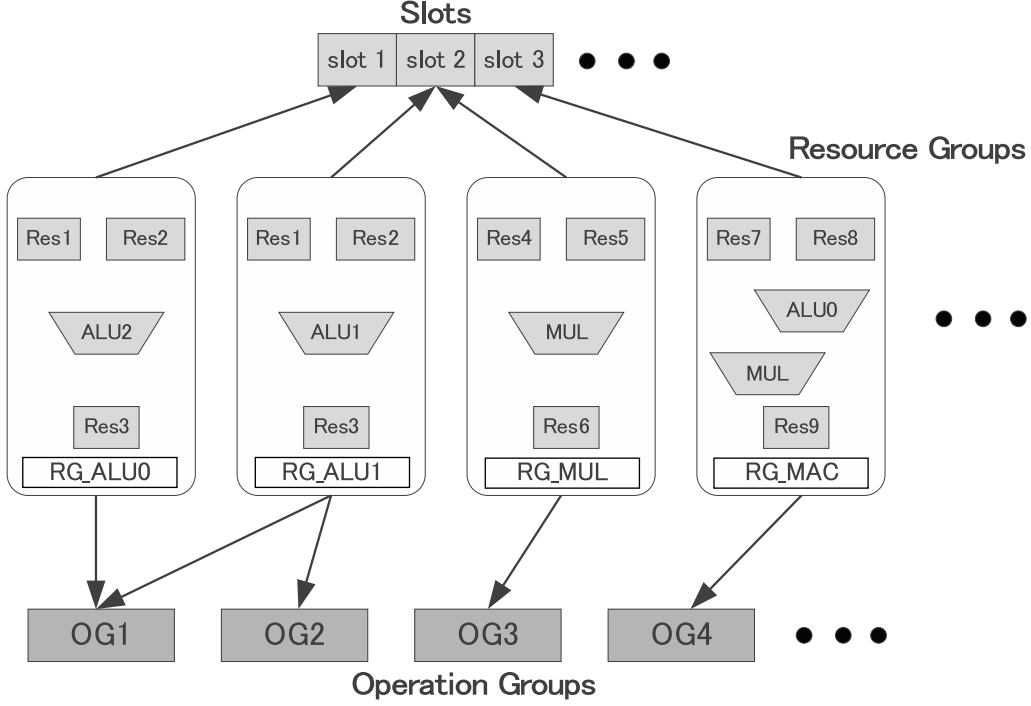 Slots
slot 1 slot 2 slot 3
Resource Groups
Res1 Res2 Res1 Res2 Res4 Res5 Res7 Res8
ALU0
ALU2 ALU1 MUL
MUL
Res3 Res3 Res6 Res9
RG_ALU0 RG_ALU1 RG_MUL RG_MAC
OG1 OG2 OG3 OG4
Operation Groups